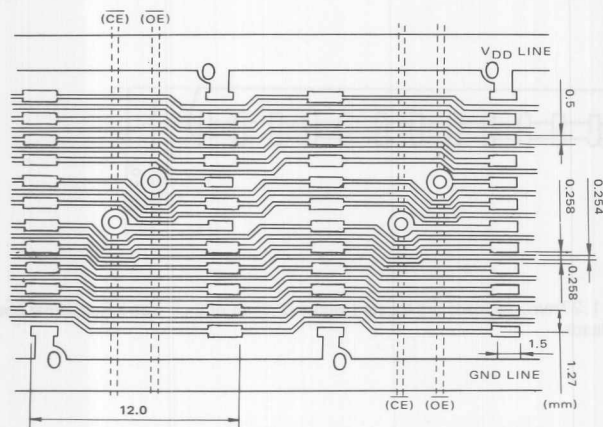 (CE) (OE)
V_DD LINE
0.5
0.258
0.254
0.258
1.5
1.27
GND LINE
(mm)
12.0
(CE) (OE)